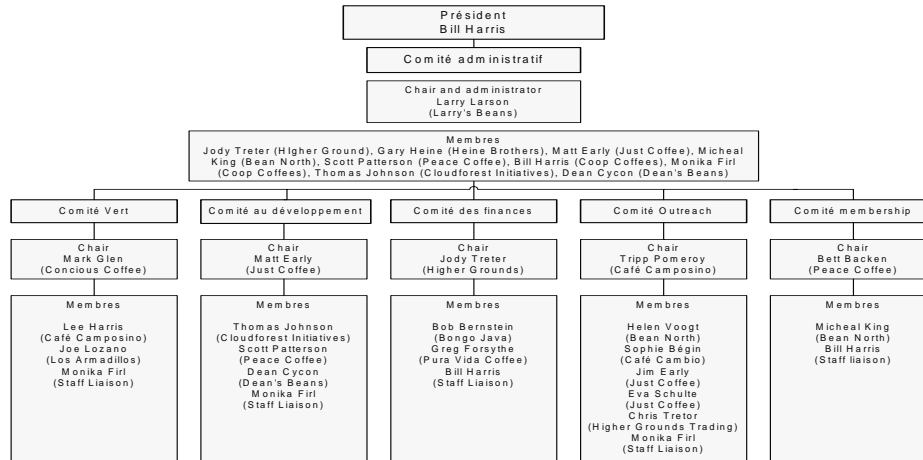 Président
Bill Harris
Comité administratif
Chair and administrator
Larry Larson
(Larry's Beans)
Membres
Jody Treter (HIgher Ground), Gary Heine (Heine Brothers), Matt Early (Just Coffee), Micheal
King (Bean North), Scott Patterson (Peace Coffee), Bill Harris (Coop Coffees), Monika Firl
(Coop Coffees), Thomas Johnson (Cloudforest Initiatives), Dean Cycon (Dean's Beans)
Comité Vert
Chair
Mark Glen
(Concious Coffee)
Membres
Lee Harris
(Café Camposino)
Joe Lozano
(Los Armadillos)
Monika Firl
(Staff Liaison)
Comité au développement
Chair
Matt Early
(Just Coffee)
Membres
Thomas Johnson
(Cloudforest Initiatives)
Scott Patterson
(Peace Coffee)
Dean Cycon
(Dean's Beans)
Monika Firl
(Staff Liaison)
Comité des finances
Chair
Jody Treter
(Higher Grounds)
Membres
Bob Bernstein
(Bongo Java)
Greg Forsythe
(Pura Vida Coffee)
Bill Harris
(Staff Liaison)
Comité Outreach
Chair
Tripp Pomeroy
(Café Camposino)
Membres
Helen Voogt
(Bean North)
Sophie Bégin
(Café Cambio)
Jim Early
(Just Coffee)
Eva Schulte
(Just Coffee)
Chris Tretor
(Higher Grounds Trading)
Monika Firl
(Staff Liaison)
Comité membership
Chair
Bett Backen
(Peace Coffee)
Membres
Micheal King
(Bean North)
Bill Harris
(Staff liaison)